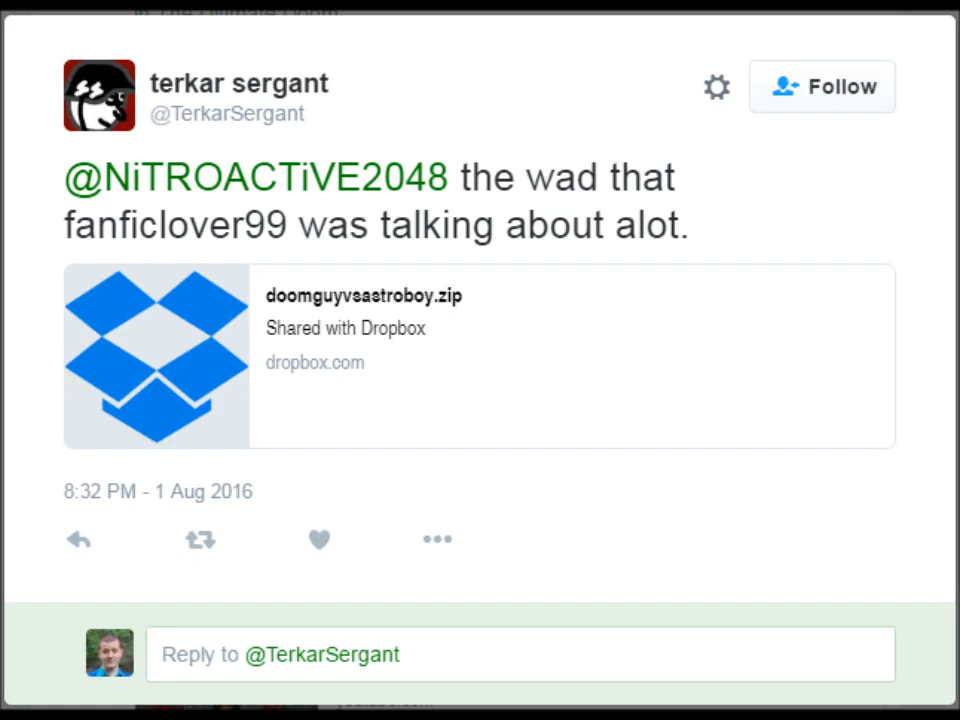 terkar sergant
@TerkarSergant
Follow
@NiTROACTiVE2048 the wad that
fanficlover99 was talking about alot.
doomguyvsastroboy.zip
Shared with Dropbox
dropbox.com
8:32 PM - 1 Aug 2016
Reply to @TerkarSergant